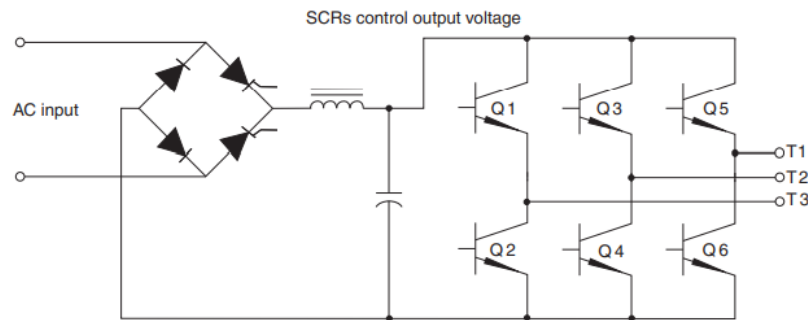 SCRs control output voltage
AC input
Q1 Q3 Q5
T1
T2
T3
Q2 Q4 Q6